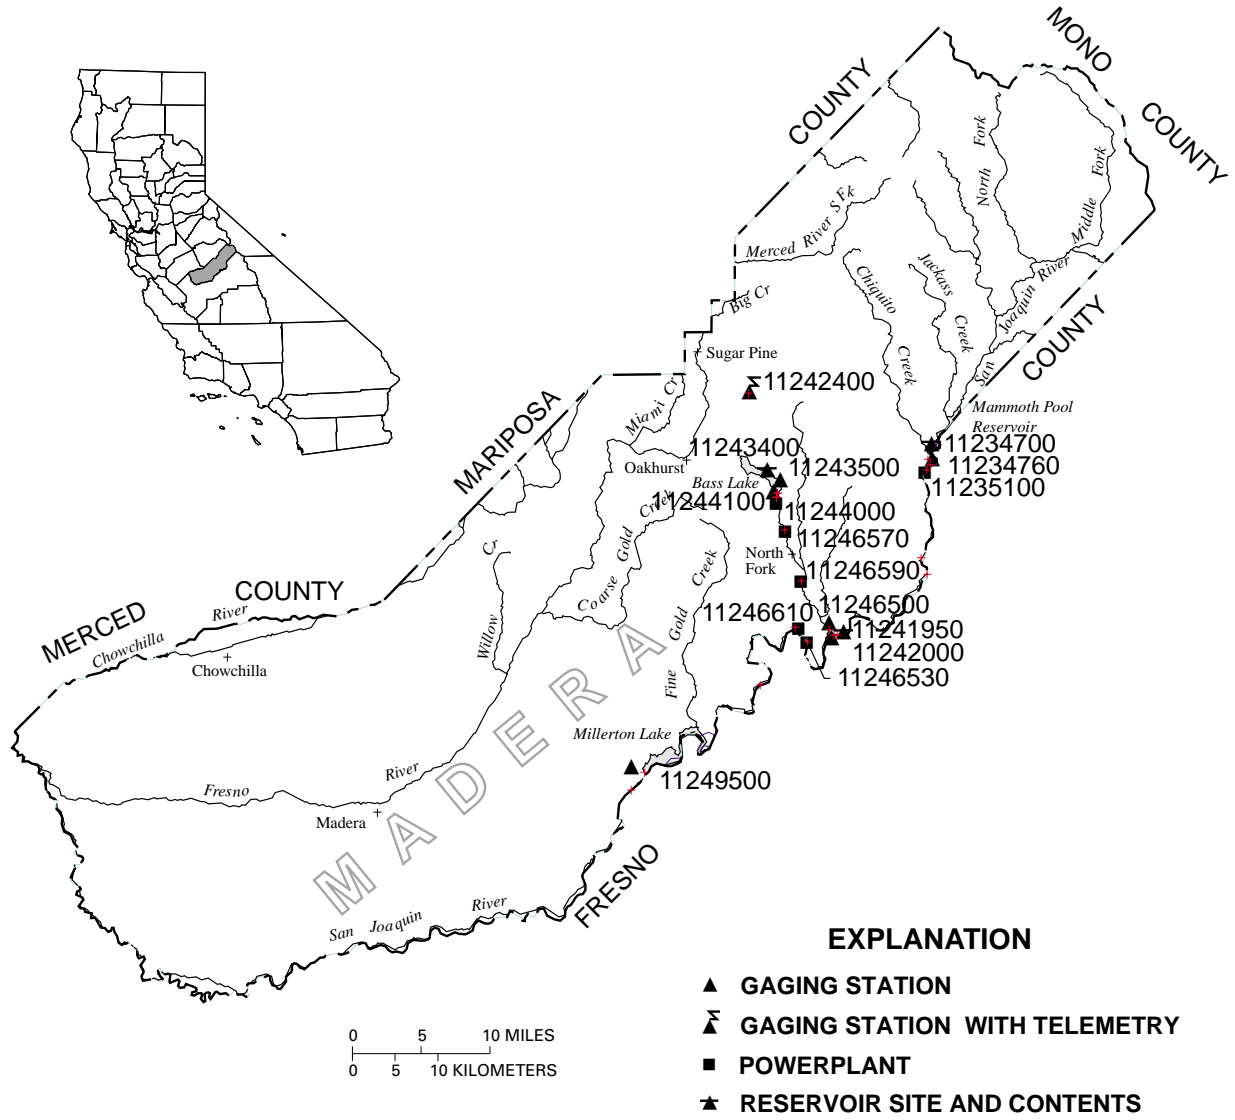 MONO
COUNTY
COUNTY
North Fork
Middle Fork
Merced River S Fk
Big Cr
Chiquito Creek
Jackass Creek
San Joaquin River
COUNTY
Sugar Pine
11242400
Miami Cr
MARIPOSA
Mammoth Pool
Reservoir
11243400
11234700
Oakhurst
11243500
11234760
Bass Lake
11235100
11244100
11244000
Coarse Gold Creek
11246570
Cr
North
Fork
Fine Gold Creek
11246590
COUNTY
MERCED
River
Chowchilla
11246610
11246500
11241950
Willow
11242000
Chowchilla
11246530
MADERA
Millerton Lake
11249500
Fresno
River
Madera
FRESNO
San Joaquin River
EXPLANATION
GAGING STATION
GAGING STATION WITH TELEMETRY
0 5 10 MILES
0 5 10 KILOMETERS
POWERPLANT
RESERVOIR SITE AND CONTENTS